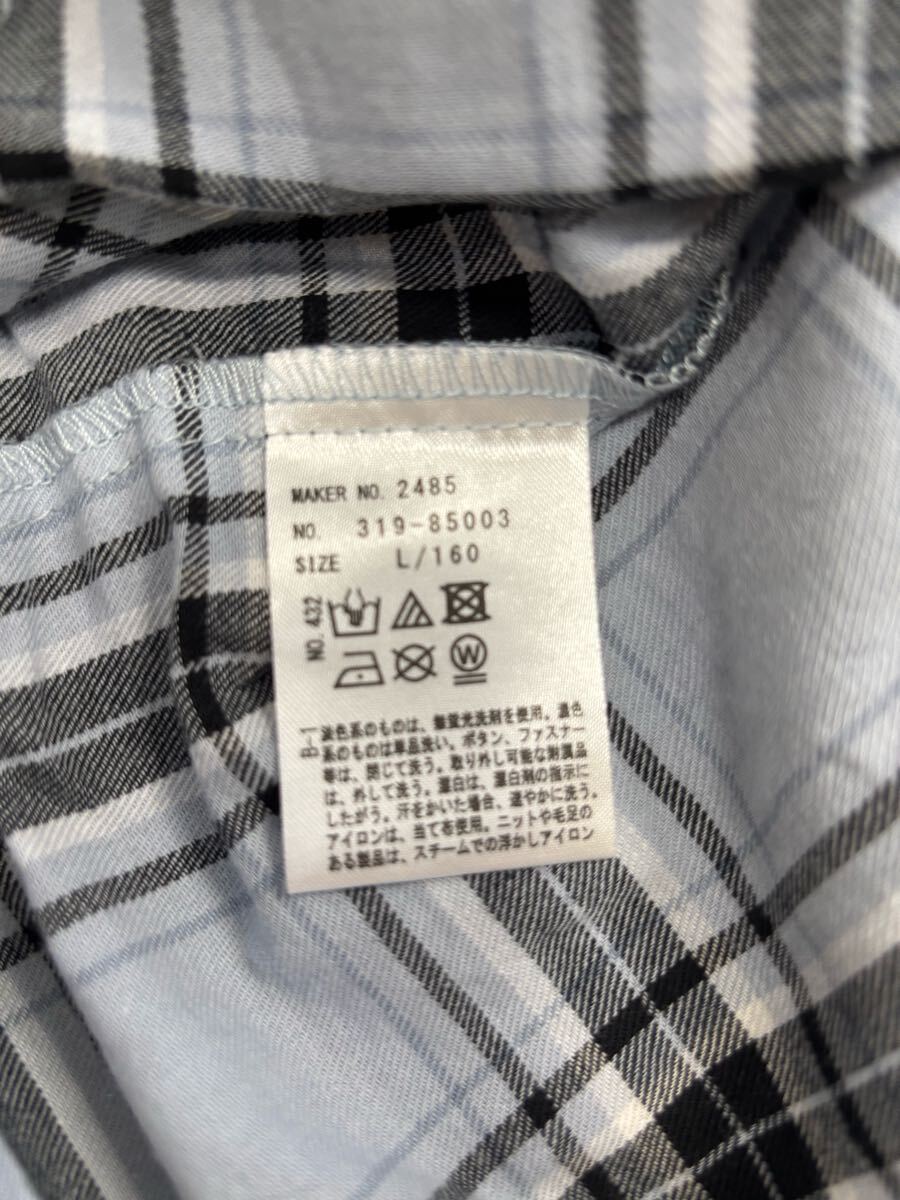 MAKER NO. 2485
NO. 319-85003
SIZE L/160
NO. 432
W
B-1
淡色系のものは、無蛍光洗剤を使用。濃色
系のものは単品洗い。ボタン、ファスナー
等は、閉じて洗う。取り外し可能な附属品
は、外して洗う。漂白は、漂白剤の指示に
したがう。汗をかいた場合、速やかに洗う。
アイロンは、当て布使用。ニットや毛足の
ある製品は、スチームでの浮かしアイロン